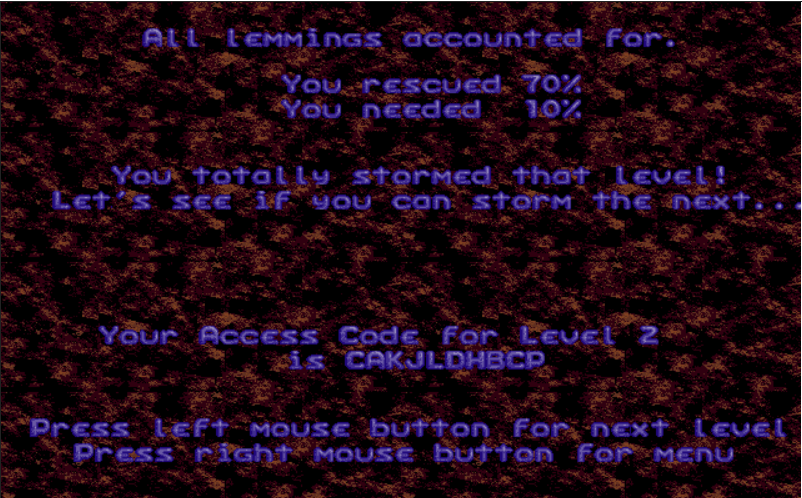 All lemmings accounted for.
You rescued 70%
You needed 10%
You totally stormed that level!
Let's see if you can storm the next...
Your Access Code for Level 2
is CAKJLDHBCP
Press left mouse button for next level
Press right mouse button for menu